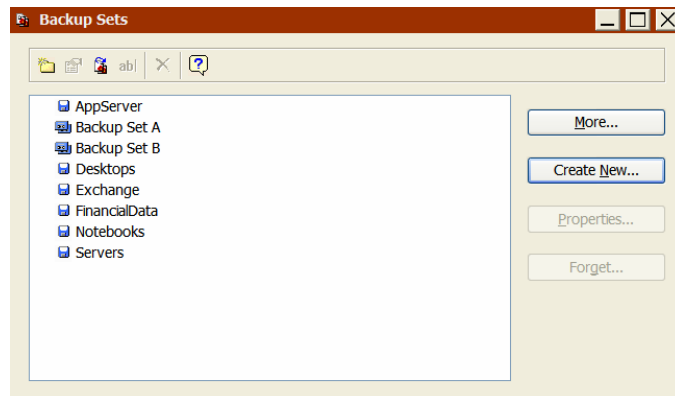 Backup Sets
ab|
AppServer
Backup Set A
Backup Set B
Desktops
Exchange
FinancialData
Notebooks
Servers
More...
Create New...
Properties...
Forget...